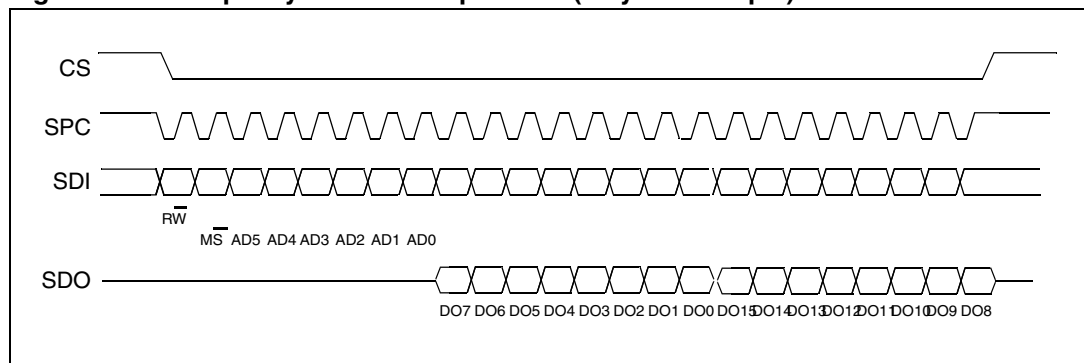 CS
SPC
SDI
RW
MS AD5 AD4 AD3 AD2 AD1 AD0
SDO
DO7 DO6 DO5 DO4 DO3 DO2 DO1 DO0 DO15 DO14 DO13 DO12 DO11 DO10 DO9 DO8